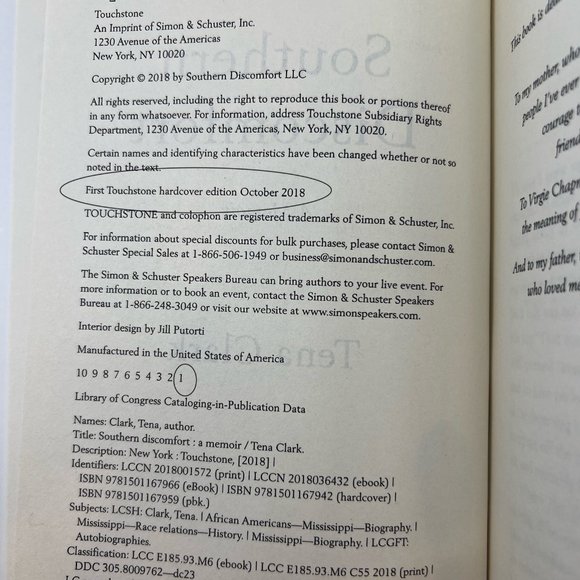 Touchstone
An Imprint of Simon & Schuster, Inc.
1230 Avenue of the Americas
New York, NY 10020
Copyright © 2018 by Southern Discomfort LLC
All rights reserved, including the right to reproduce this book or portions thereof
in any form whatsoever. For information, address Touchstone Subsidiary Rights
Department, 1230 Avenue of the Americas, New York, NY 10020.
Certain names and identifying characteristics have been changed whether or not so
noted in the text.
First Touchstone hardcover edition October 2018
TOUCHSTONE and colophon are registered trademarks of Simon & Schuster, Inc.
For information about special discounts for bulk purchases, please contact Simon &
Schuster Special Sales at 1-866-506-1949 or business@simonandschuster.com.
The Simon & Schuster Speakers Bureau can bring authors to your live event. For
more information or to book an event, contact the Simon & Schuster Speakers
Bureau at 1-866-248-3049 or visit our website at www.simonspeakers.com.
Interior design by Jill Putorti
Manufactured in the United States of America
10 9 8 7 6 5 4 3 2 1
Library of Congress Cataloging-in-Publication Data
Names: Clark, Tena, author.
Title: Southern discomfort : a memoir / Tena Clark.
Description: New York : Touchstone, [2018] |
Identifiers: LCCN 2018001572 (print) | LCCN 2018036432 (ebook) |
ISBN 9781501167966 (eBook) | ISBN 9781501167942 (hardcover) |
ISBN 9781501167959 (pbk.)
Subjects: LCSH: Clark, Tena. | African Americans—Mississippi—Biography. |
Mississippi—Race relations—History. | Mississippi—Biography. | LCGFT:
Autobiographies.
Classification: LCC E185.93.M6 (ebook) | LCC E185.93.M6 C55 2018 (print) |
DDC 305.8009762—dc23
This book is
To my mother, who
people I've ever
courage
friend
To Virgie
the meaning of
And to my father,
who loved me